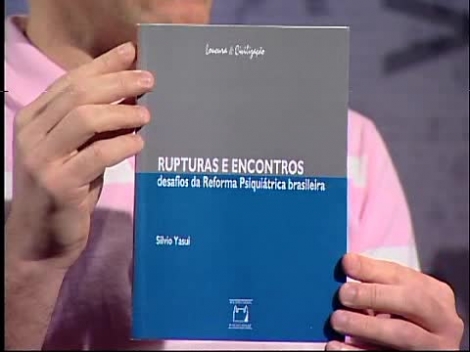 Loucura & Civilização
RUPTURAS E ENCONTROS
desafios da Reforma Psiquiátrica brasileira
Silvio Yasui